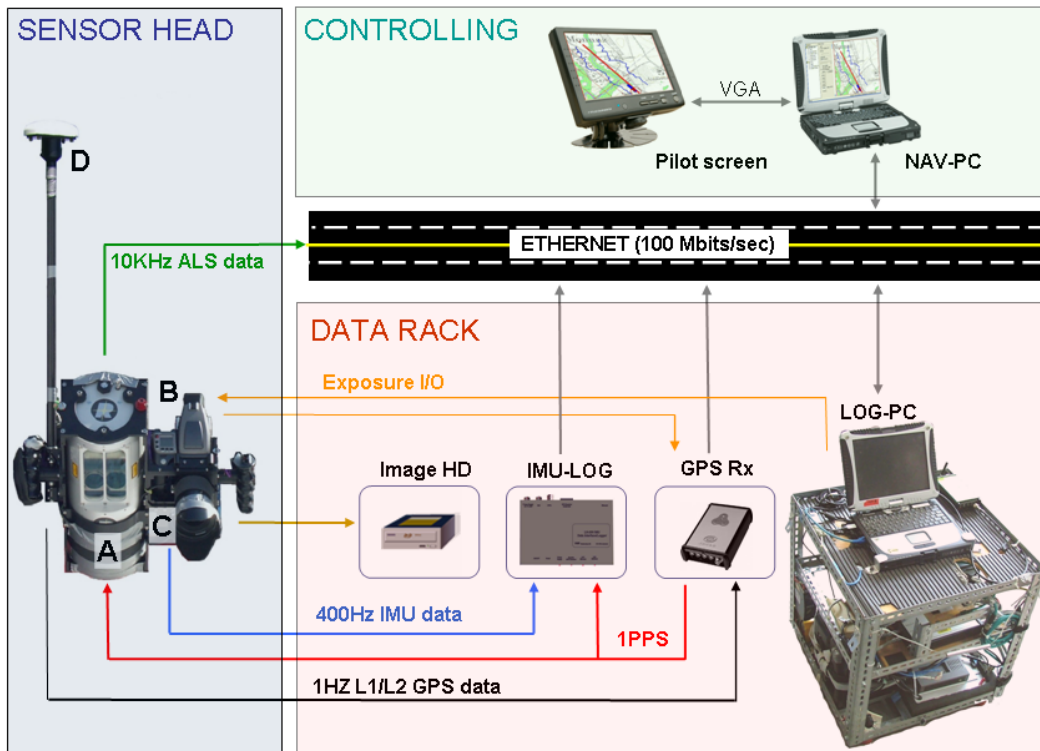 SENSOR HEAD
CONTROLLING
VGA
Pilot screen
NAV-PC
D
ETHERNET (100 Mbits/sec)
10KHz ALS data
DATA RACK
B
Exposure I/O
LOG-PC
Image HD
IMU-LOG
GPS Rx
C
A
400Hz IMU data
1PPS
1HZ L1/L2 GPS data